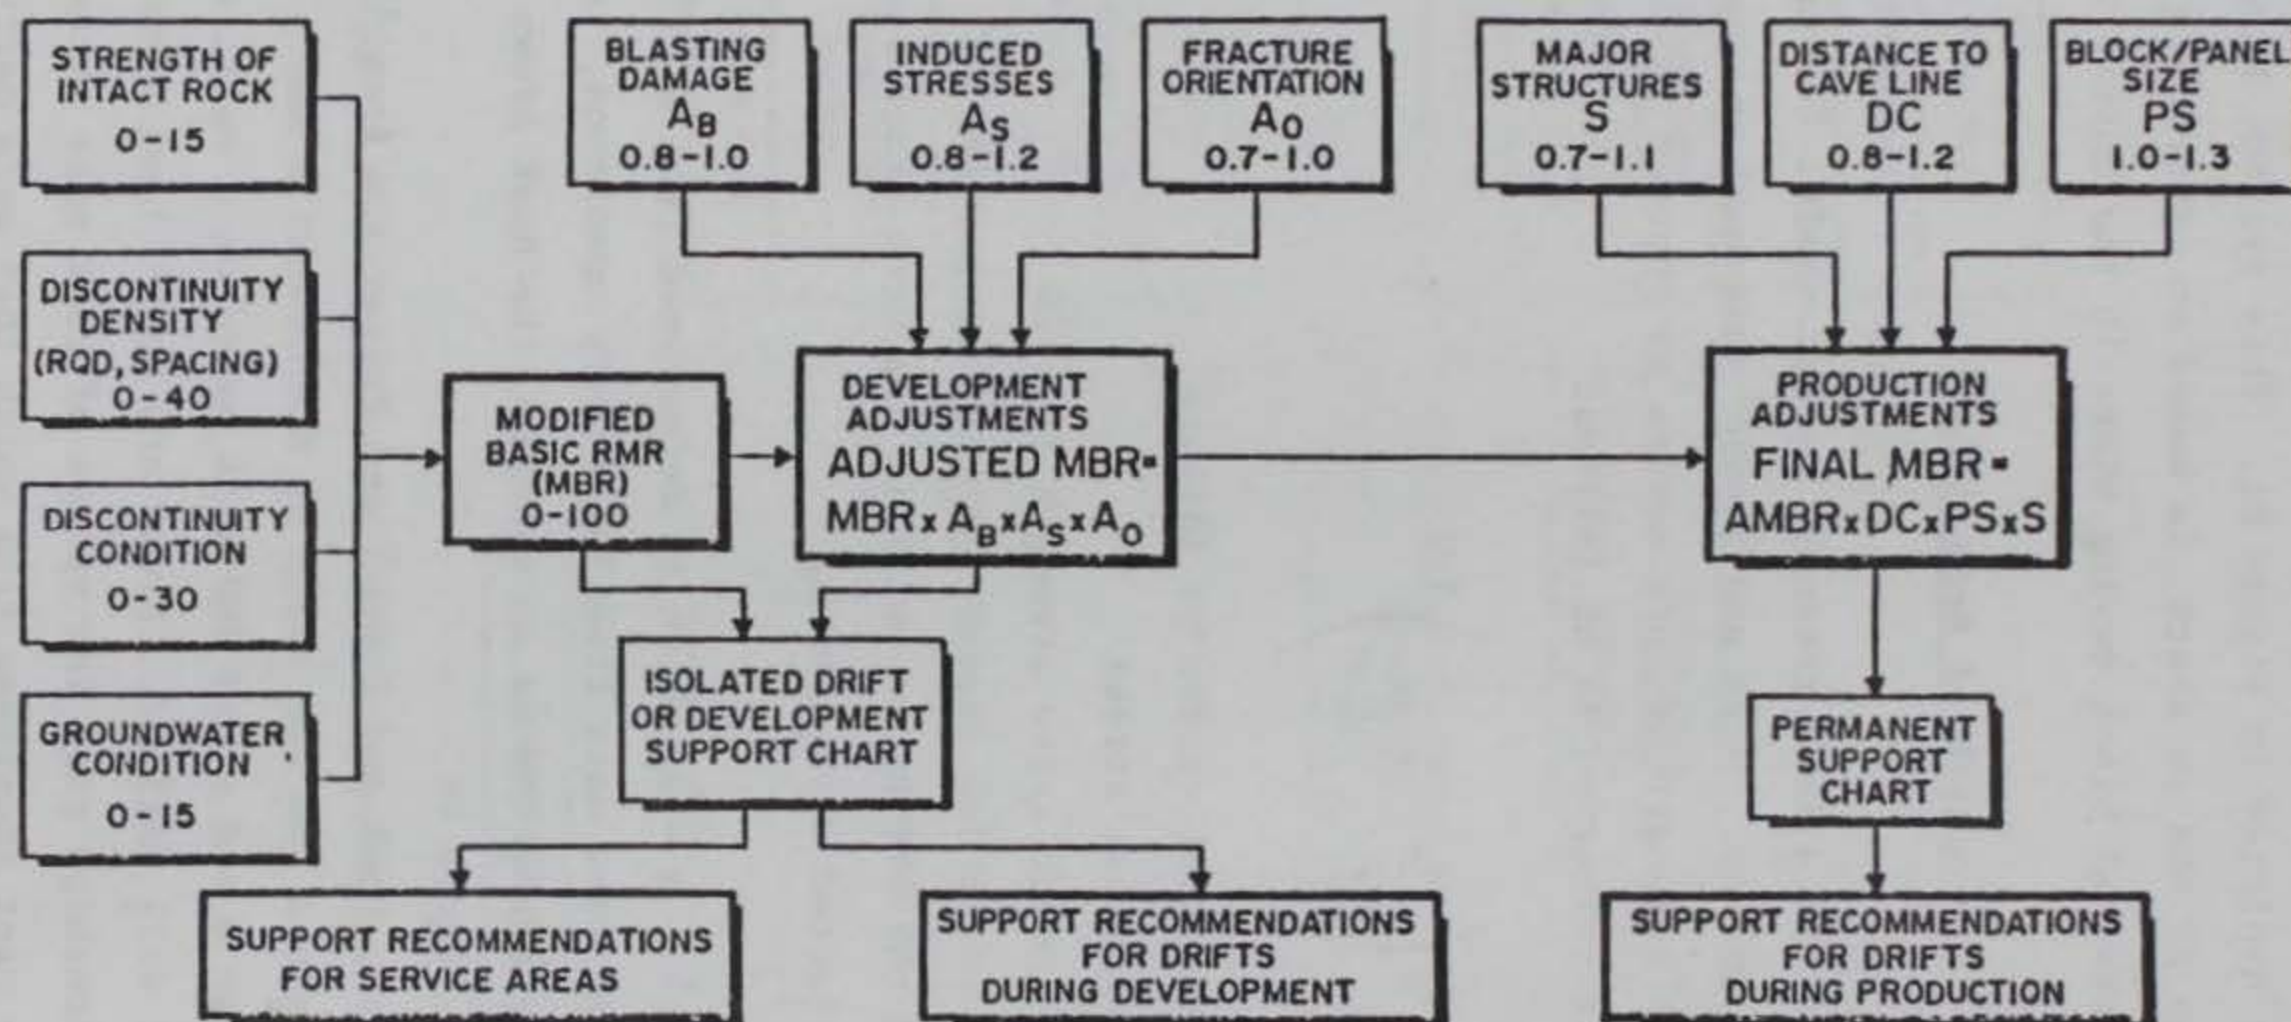 STRENGTH OF
INTACT ROCK
0-15
DISCONTINUITY
DENSITY
(RQD, SPACING)
0-40
DISCONTINUITY
CONDITION
0-30
GROUNDWATER
CONDITION
0-15
BLASTING
DAMAGE
AB
0.8-1.0
INDUCED
STRESSES
AS
0.8-1.2
FRACTURE
ORIENTATION
AO
0.7-1.0
MAJOR
STRUCTURES
S
0.7-1.1
DISTANCE TO
CAVE LINE
DC
0.8-1.2
BLOCK/PANEL
SIZE
PS
1.0-1.3
MODIFIED
BASIC RMR
(MBR)
0-100
DEVELOPMENT
ADJUSTMENTS
ADJUSTED MBR=
MBR x AB x AS x AO
PRODUCTION
ADJUSTMENTS
FINAL MBR =
AMBR x DC x PS x S
ISOLATED DRIFT
OR DEVELOPMENT
SUPPORT CHART
PERMANENT
SUPPORT
CHART
SUPPORT RECOMMENDATIONS
FOR SERVICE AREAS
SUPPORT RECOMMENDATIONS
FOR DRIFTS
DURING DEVELOPMENT
SUPPORT RECOMMENDATIONS
FOR DRIFTS
DURING PRODUCTION